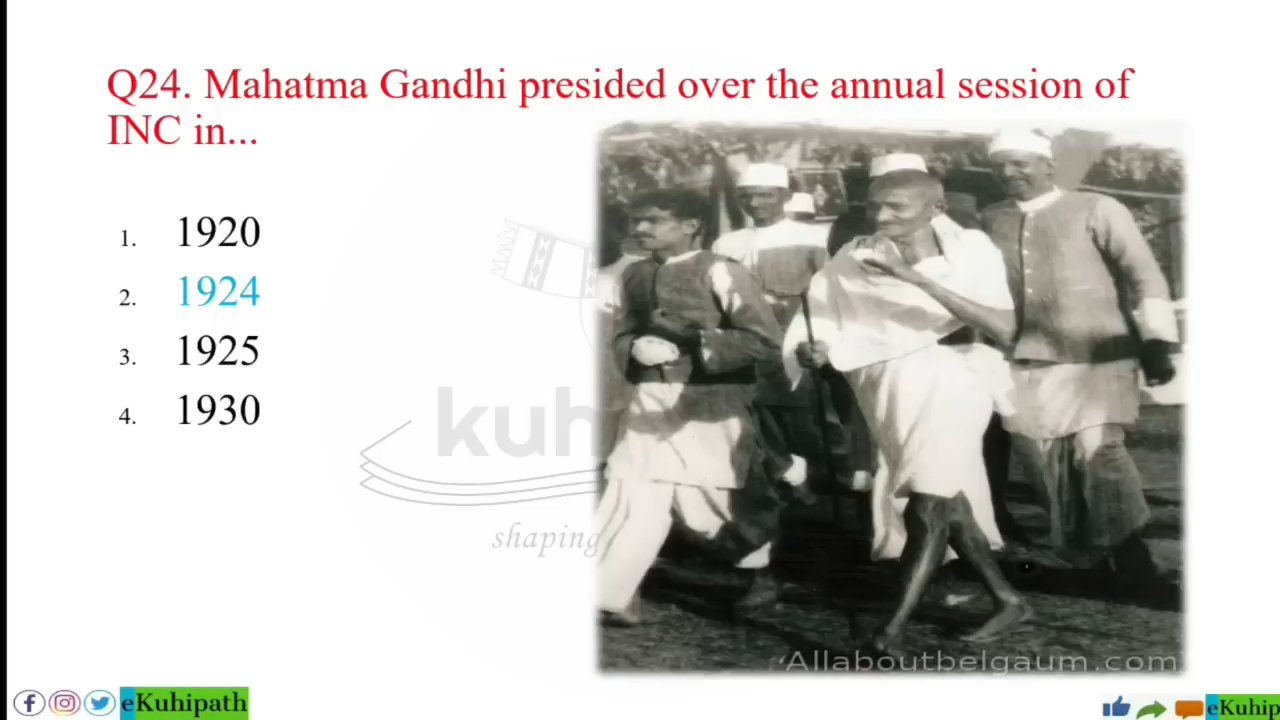 Q24. Mahatma Gandhi presided over the annual session of
INC in...
1. 1920
2. 1924
3. 1925
4. 1930
kuh
shaping
Allaboutbelgaum.com
eKuhipath
eKuhip